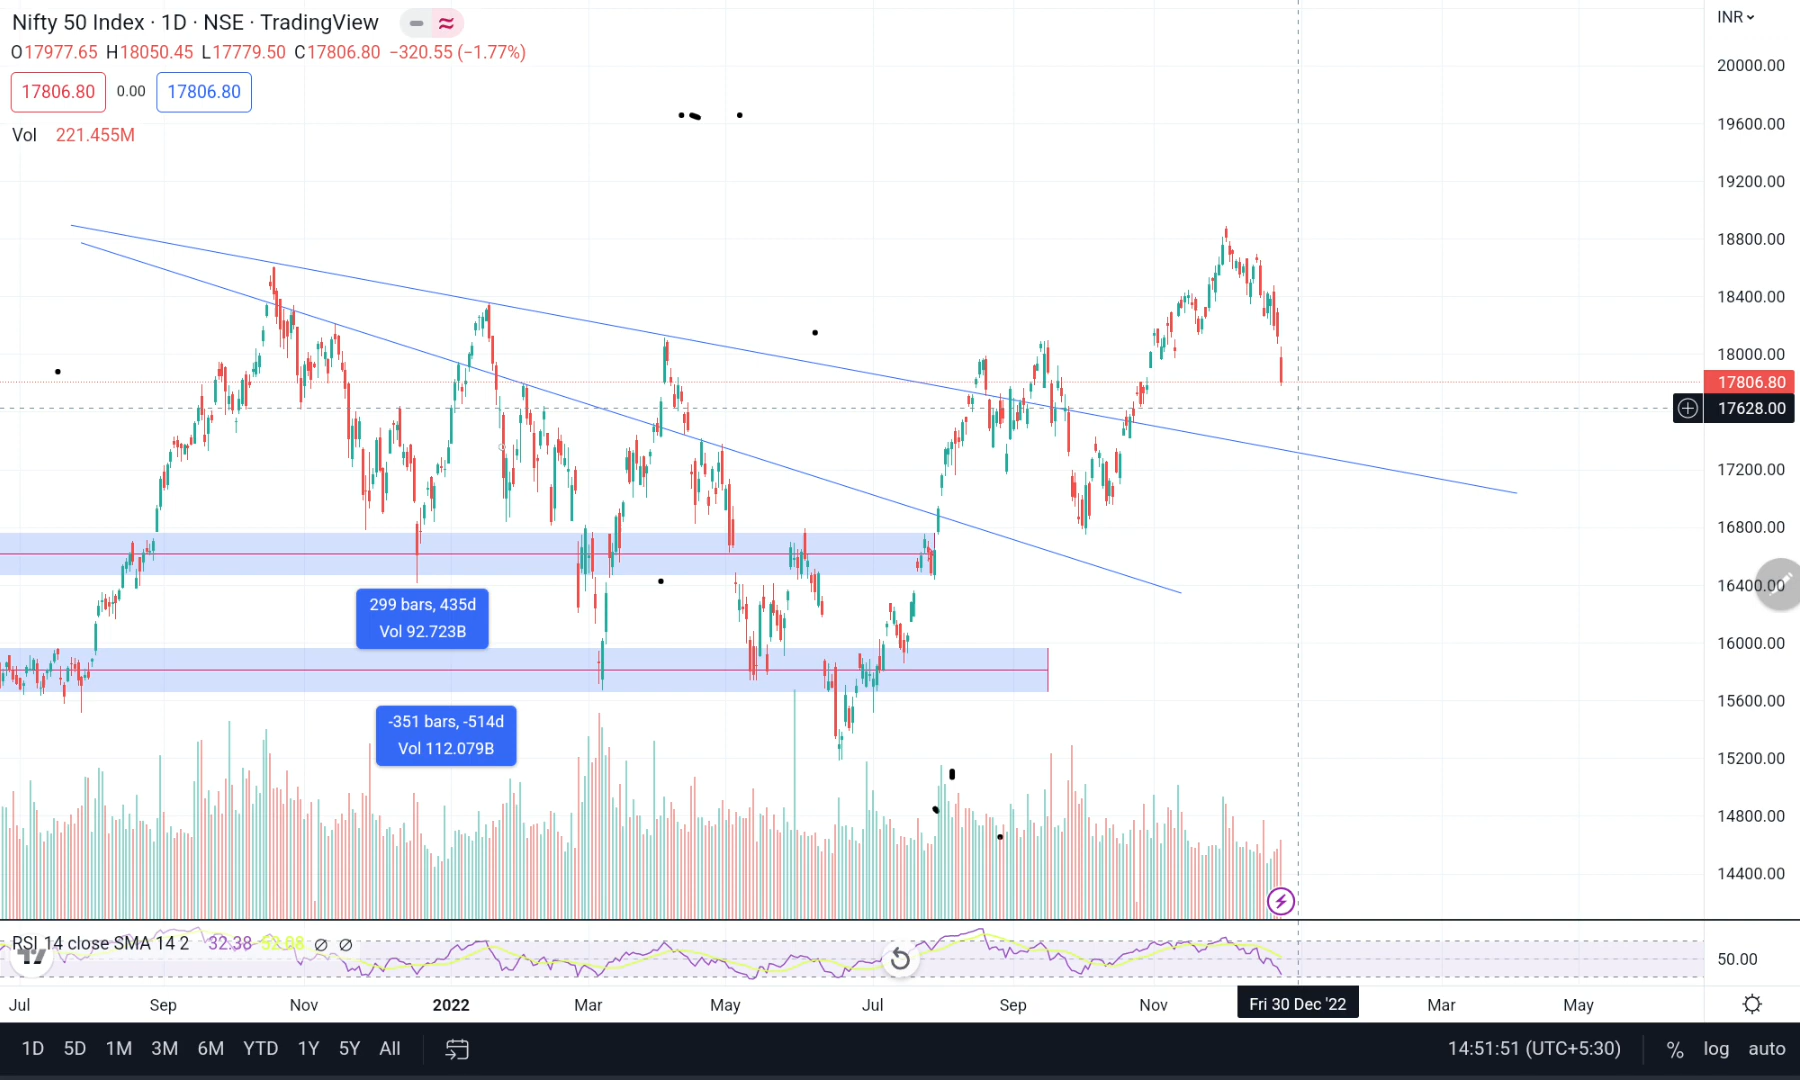 Nifty 50 Index · 1D · NSE · TradingView
INR
O17977.65 H18050.45 L17779.50 C17806.80 −320.55 (−1.77%)
17806.80 0.00 17806.80
Vol 221.455M
20000.00
19600.00
19200.00
18800.00
18400.00
18000.00
17806.80
17628.00
17200.00
16800.00
16400.00
16000.00
15600.00
15200.00
14800.00
14400.00
299 bars, 435d
Vol 92.723B
-351 bars, -514d
Vol 112.079B
RSI 14 close SMA 14 2 32.38 52.08 ∅ ∅
50.00
Jul Sep Nov 2022 Mar May Jul Sep Nov Fri 30 Dec '22 Mar May
1D 5D 1M 3M 6M YTD 1Y 5Y All 14:51:51 (UTC+5:30) % log auto